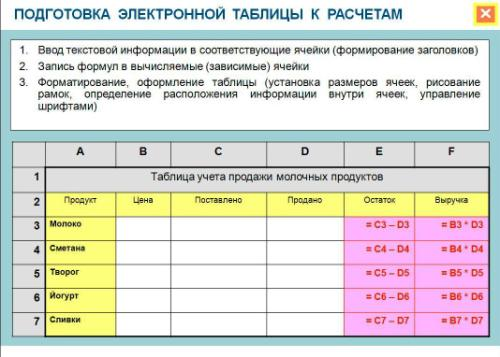 ПОДГОТОВКА ЭЛЕКТРОННОЙ ТАБЛИЦЫ К РАСЧЕТАМ
1. Ввод текстовой информации в соответствующие ячейки (формирование заголовков)
2. Запись формул в вычисляемые (зависимые) ячейки
3. Форматирование, оформление таблицы (установка размеров ячеек, рисование
рамок, определение расположения информации внутри ячеек, управление
шрифтами)
A B C D E F
1 Таблица учета продажи молочных продуктов
2 Продукт Цена Поставлено Продано Остаток Выручка
3 Молоко = C3 – D3 = B3 * D3
4 Сметана = C4 – D4 = B4 * D4
5 Творог = C5 – D5 = B5 * D5
6 Йогурт = C6 – D6 = B6 * D6
7 Сливки = C7 – D7 = B7 * D7